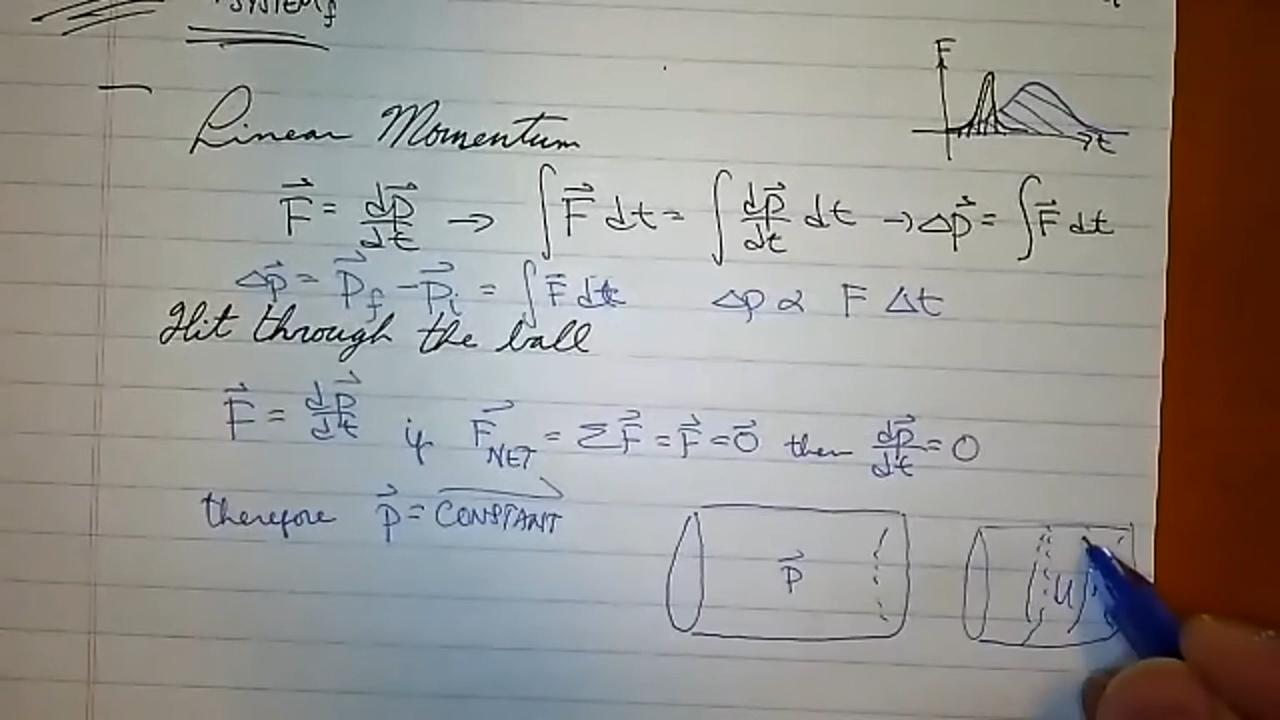 SYSTEMS
F
t
Linear Momentum
F⃗ = dp⃗/dt → ∫F⃗ dt = ∫ dp⃗/dt dt → Δp⃗ = ∫F⃗ dt
Δp⃗ = p⃗f − p⃗i = ∫F⃗ dt Δp ∝ F Δt
Hit through the ball
F⃗ = dp⃗/dt if F⃗NET = ΣF⃗ = F⃗ = 0⃗ then dp⃗/dt = 0
therefore p⃗ = CONSTANT
p⃗
U